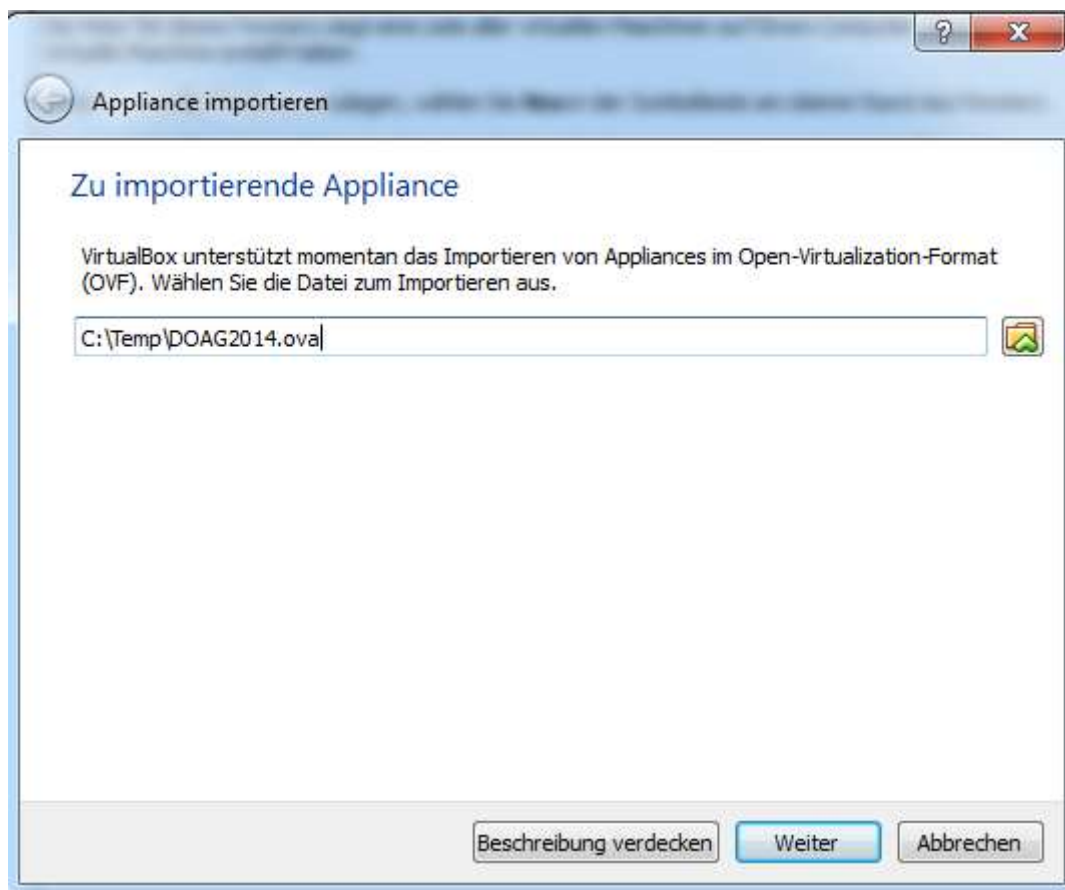 Appliance importieren
Zu importierende Appliance
VirtualBox unterstützt momentan das Importieren von Appliances im Open-Virtualization-Format
(OVF). Wählen Sie die Datei zum Importieren aus.
C:\Temp\DOAG2014.ova
Beschreibung verdecken Weiter Abbrechen